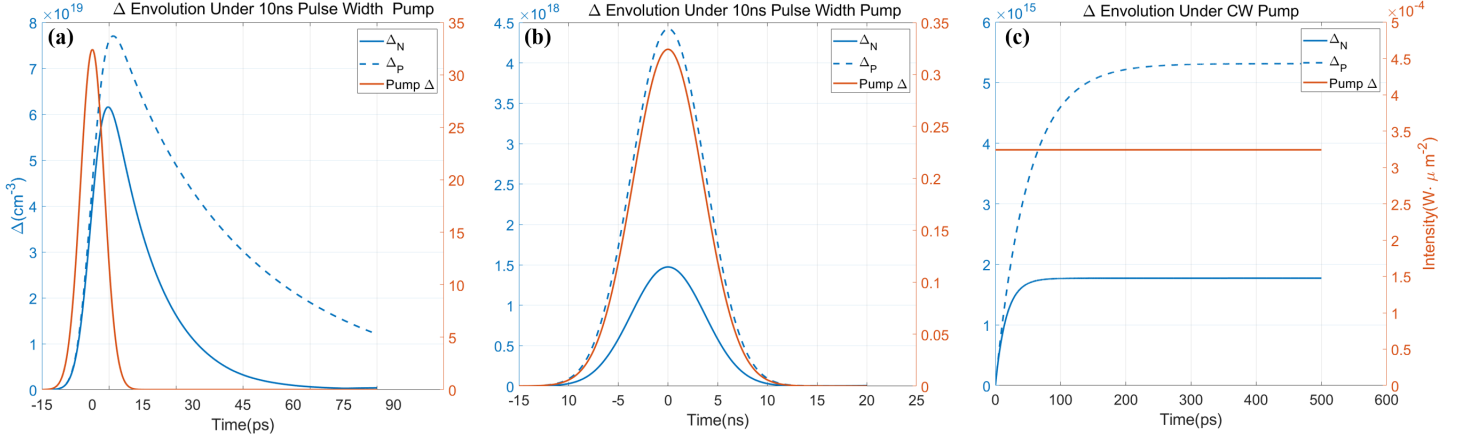 Δ Envolution Under 10ns Pulse Width Pump
×10^19
(a)
Δ_N
Δ_P
Pump Δ
8
7
6
5
4
3
2
1
0
35
30
25
20
15
10
5
0
Δ(cm^-3)
-15 0 15 45 45 75 90
Time(ps)
Δ Envolution Under 10ns Pulse Width Pump
×10^18
(b)
Δ_N
Δ_P
Pump Δ
4.5
4
3.5
3
2.5
1.5
1.5
1
0.5
0
0.35
0.3
0.25
0.2
0.15
0.1
0.05
0
-15 10 -5 0 5 10 15 20 25
Time(ns)
Δ Envolution Under CW Pump
×10^15
×10^-4
(c)
Δ_N
Δ_P
Pump Δ
6
5
4
3
2
1
0
5
4.5
4
3.5
3
2.5
2
1.5
1
0.5
0
Intensity(W· μ m^-2)
0 100 200 300 400 500 600
Time(ps)